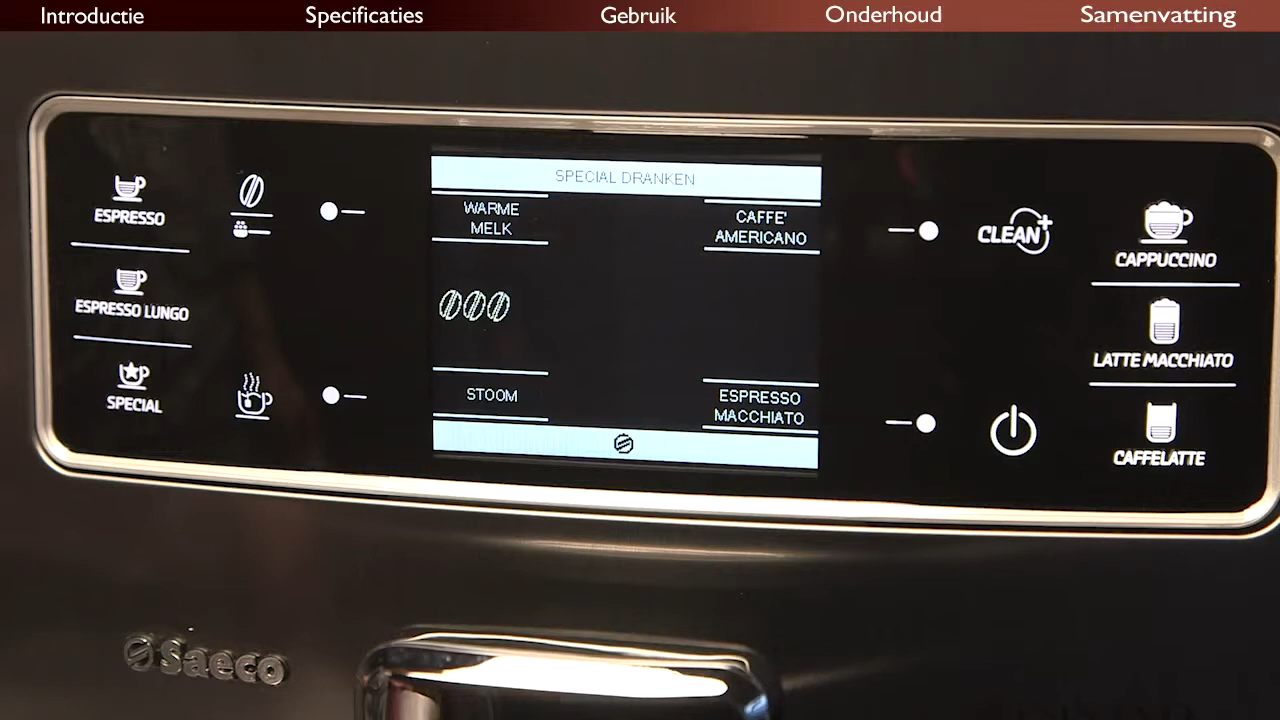 Introductie
Specificaties
Gebruik
Onderhoud
Samenvatting
ESPRESSO
ESPRESSO LUNGO
SPECIAL
SPECIAL DRANKEN
WARME
MELK
CAFFE'
AMERICANO
STOOM
ESPRESSO
MACCHIATO
CLEAN+
CAPPUCCINO
LATTE MACCHIATO
CAFFELATTE
Saeco